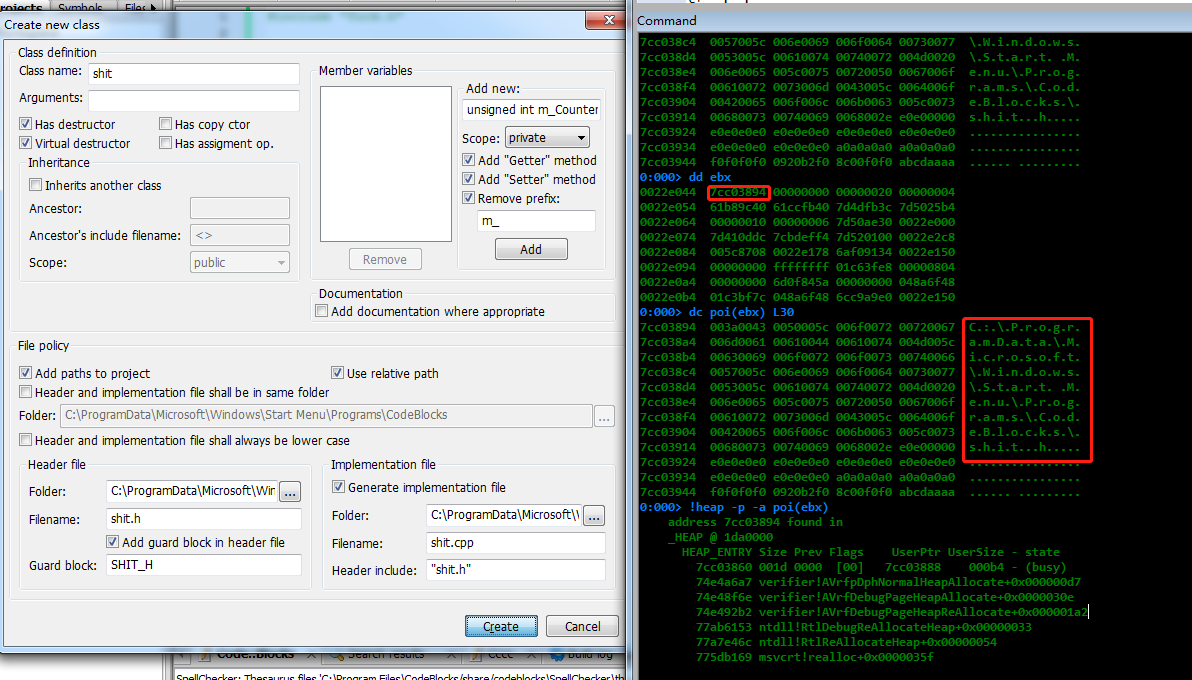 Projects Symbols Files
Create new class
Class definition
Class name: shit
Arguments:
Has destructor Has copy ctor
Virtual destructor Has assigment op.
Inheritance
Inherits another class
Ancestor:
Ancestor's include filename: <>
Scope: public
Member variables
Add new:
unsigned int m_Counter
Scope: private
Add "Getter" method
Add "Setter" method
Remove prefix:
m_
Remove Add
Documentation
Add documentation where appropriate
File policy
Add paths to project Use relative path
Header and implementation file shall be in same folder
Folder: C:\ProgramData\Microsoft\Windows\Start Menu\Programs\CodeBlocks ...
Header and implementation file shall always be lower case
Header file
Folder: C:\ProgramData\Microsoft\Win ...
Filename: shit.h
Add guard block in header file
Guard block: SHIT_H
Implementation file
Generate implementation file
Folder: C:\ProgramData\Microsoft\\ ...
Filename: shit.cpp
Header include: "shit.h"
Create Cancel
Code::Blocks Search results Cccc Build log
SpellChecker: Thesaurus files 'C:\Program Files\CodeBlocks/share/codeblocks\SpellChecker\th
Command
7cc038c4 0057005c 006e0069 006f0064 00730077 \.W.i.n.d.o.w.s.
7cc038d4 0053005c 00610074 00740072 004d0020 \.S.t.a.r.t. .M.
7cc038e4 006e0065 005c0075 00720050 0067006f e.n.u.\.P.r.o.g.
7cc038f4 00610072 0073006d 0043005c 0064006f r.a.m.s.\.C.o.d.
7cc03904 00420065 006f006c 006b0063 005c0073 e.B.l.o.c.k.s.\.
7cc03914 00680073 00740069 0068002e e0e00000 s.h.i.t...h.....
7cc03924 e0e0e0e0 e0e0e0e0 e0e0e0e0 e0e0e0e0 ................
7cc03934 e0e0e0e0 e0e0e0e0 a0a0a0a0 a0a0a0a0 ................
7cc03944 f0f0f0f0 0920b2f0 8c00f0f0 abcdaaaa ...... .........
0:000> dd ebx
0022e044 7cc03894 00000000 00000020 00000004
0022e054 61b89c40 61ccfb40 7d4dfb3c 7d5025b4
0022e064 00000010 00000006 7d50ae30 0022e000
0022e074 7d410ddc 7cbdeff4 7d520100 0022e2c8
0022e084 005c8708 0022e178 6af09134 0022e150
0022e094 00000000 ffffffff 01c63fe8 00000804
0022e0a4 00000000 6d0f845a 00000000 048a6f48
0022e0b4 01c3bf7c 048a6f48 6cc9a9e0 0022e150
0:000> dc poi(ebx) L30
7cc03894 003a0043 0050005c 006f0072 00720067 C.:.\.P.r.o.g.r.
7cc038a4 006d0061 00610044 00610074 004d005c a.m.D.a.t.a.\.M.
7cc038b4 00630069 006f0072 006f0073 00740066 i.c.r.o.s.o.f.t.
7cc038c4 0057005c 006e0069 006f0064 00730077 \.W.i.n.d.o.w.s.
7cc038d4 0053005c 00610074 00740072 004d0020 \.S.t.a.r.t. .M.
7cc038e4 006e0065 005c0075 00720050 0067006f e.n.u.\.P.r.o.g.
7cc038f4 00610072 0073006d 0043005c 0064006f r.a.m.s.\.C.o.d.
7cc03904 00420065 006f006c 006b0063 005c0073 e.B.l.o.c.k.s.\.
7cc03914 00680073 00740069 0068002e e0e00000 s.h.i.t...h.....
7cc03924 e0e0e0e0 e0e0e0e0 e0e0e0e0 e0e0e0e0 ................
7cc03934 e0e0e0e0 e0e0e0e0 a0a0a0a0 a0a0a0a0 ................
7cc03944 f0f0f0f0 0920b2f0 8c00f0f0 abcdaaaa ...... .........
0:000> !heap -p -a poi(ebx)
address 7cc03894 found in
_HEAP @ 1da0000
HEAP_ENTRY Size Prev Flags UserPtr UserSize - state
7cc03860 001d 0000 [00] 7cc03888 000b4 - (busy)
74e4a6a7 verifier!AVrfpDphNormalHeapAllocate+0x000000d7
74e48f6e verifier!AVrfDebugPageHeapAllocate+0x0000030e
74e492b2 verifier!AVrfDebugPageHeapReAllocate+0x000001a2
77ab6153 ntdll!RtlDebugReAllocateHeap+0x00000033
77a7e46c ntdll!RtlReAllocateHeap+0x00000054
775db169 msvcrt!realloc+0x0000035f